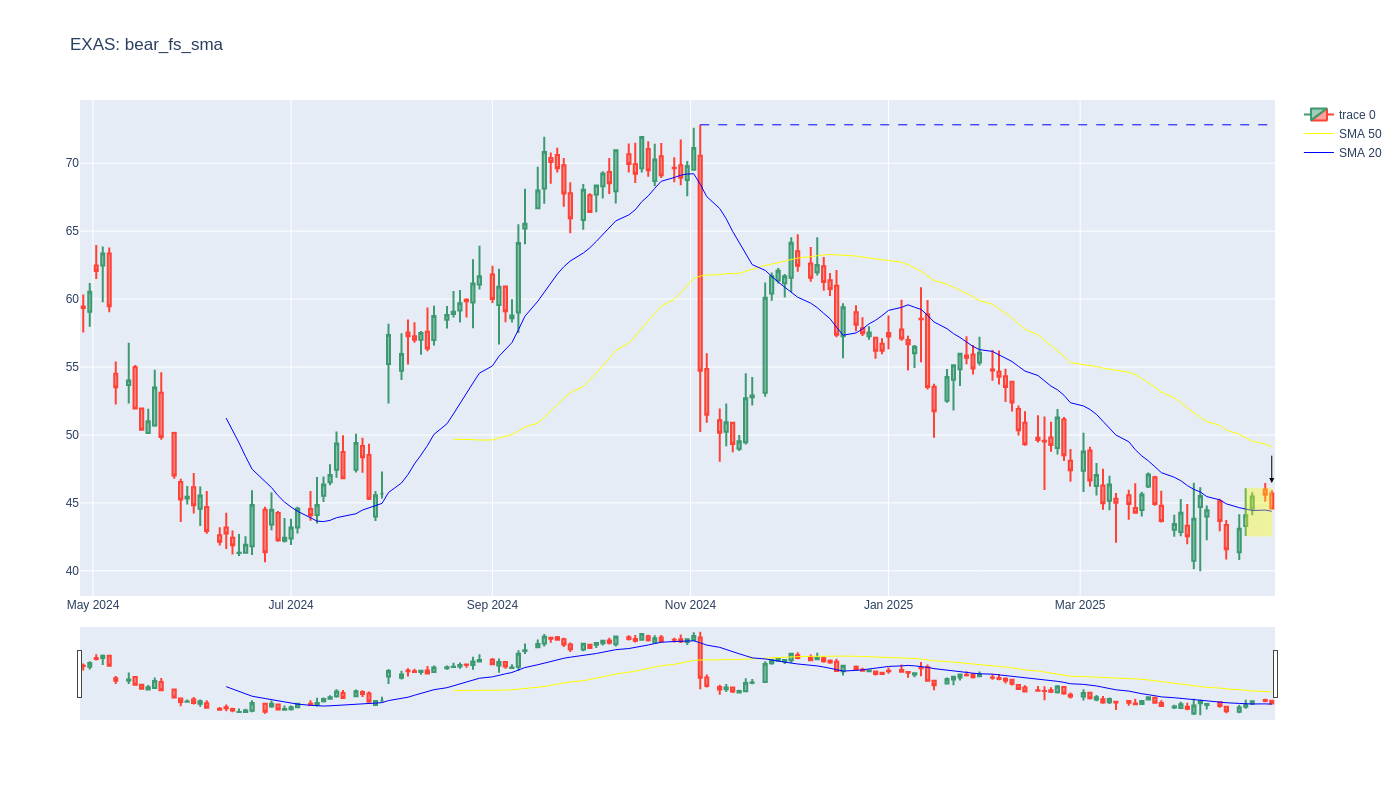 EXAS: bear_fs_sma
trace 0
SMA 50
SMA 20
70
65
60
55
50
45
40
May 2024
Jul 2024
Sep 2024
Nov 2024
Jan 2025
Mar 2025